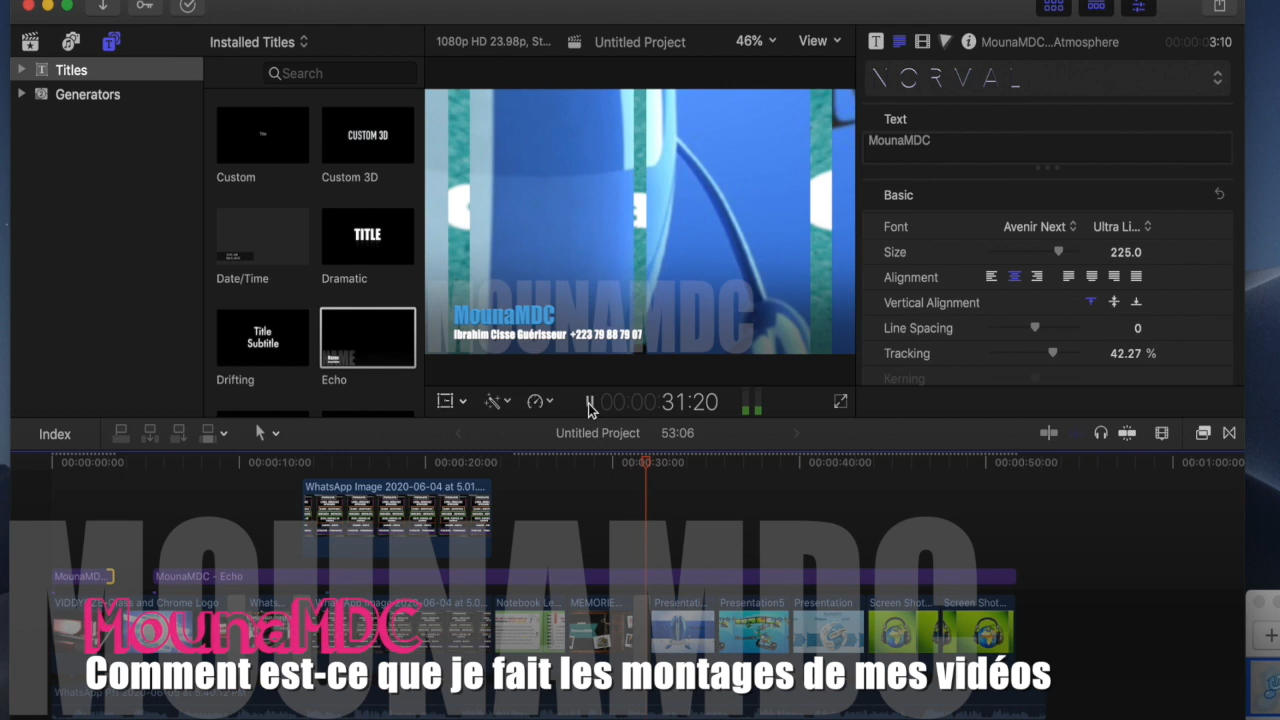 Installed Titles
1080p HD 23.98p, St...
Untitled Project
46%
View
MounaMDC...Atmosphere
00:00:03:10
Titles
Generators
Search
Title
Custom
CUSTOM 3D
Custom 3D
Date/Time
TITLE
Dramatic
Title
Subtitle
Drifting
NAME
Echo
MOUNAMDC
MounaMDC
Ibrahim Cisse Guérisseur +223 79 88 79 07
NORVAL
Text
MounaMDC
Basic
Font
Avenir Next
Ultra Li...
Size
225.0
Alignment
Vertical Alignment
Line Spacing
0
Tracking
42.27 %
Kerning
00:00:31:20
Index
Untitled Project
53:06
00:00:00:00
00:00:10:00
00:00:20:00
00:00:30:00
00:00:40:00
00:00:50:00
00:01:00:00
WhatsApp Image 2020-06-04 at 5.01....
MOUNAMDC
MounaMD...
MounaMDC - Echo
VIDDYOZE-Glass and Chrome Logo
Whats...
WhatsApp Image 2020-06-04 at 5.0...
Notebook Le...
MEMORIE...
Presentati...
Presentation5
Presentation
Screen Shot...
Screen Shot...
MounaMDC
Comment est-ce que je fait les montages de mes vidéos